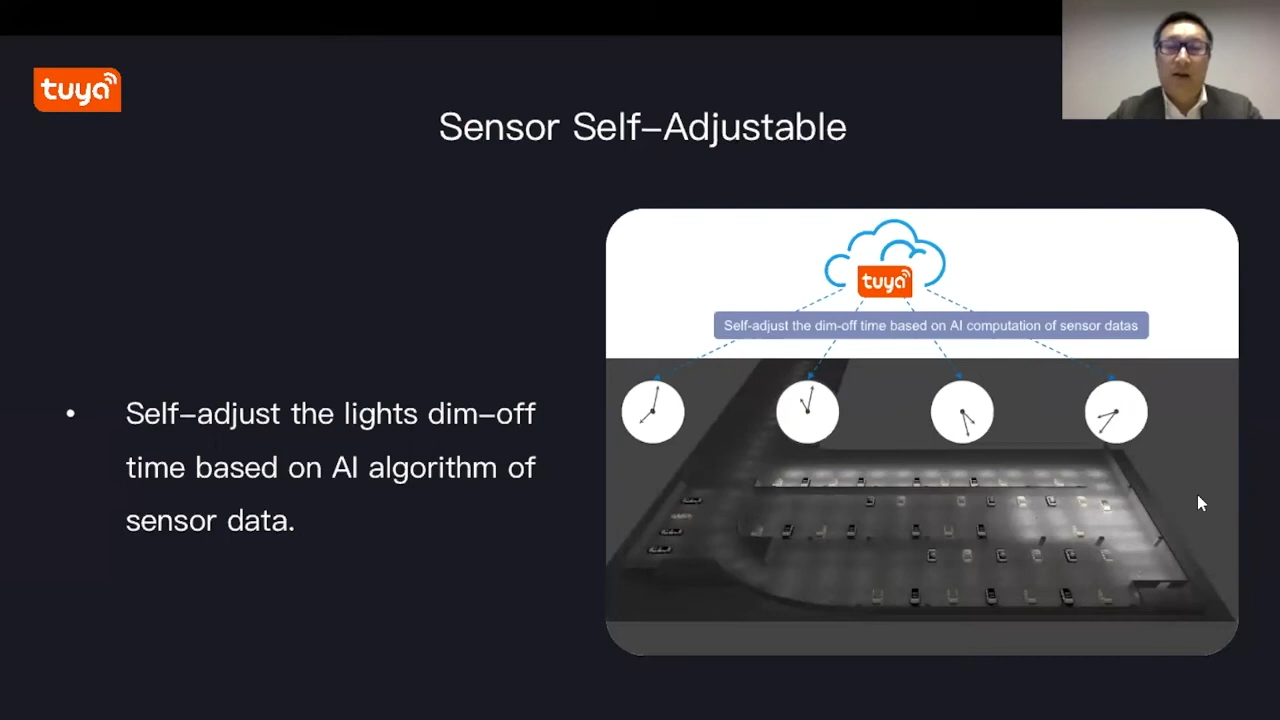 tuya
Sensor Self-Adjustable
tuya
Self-adjust the dim-off time based on AI computation of sensor datas
• Self-adjust the lights dim-off
time based on AI algorithm of
sensor data.